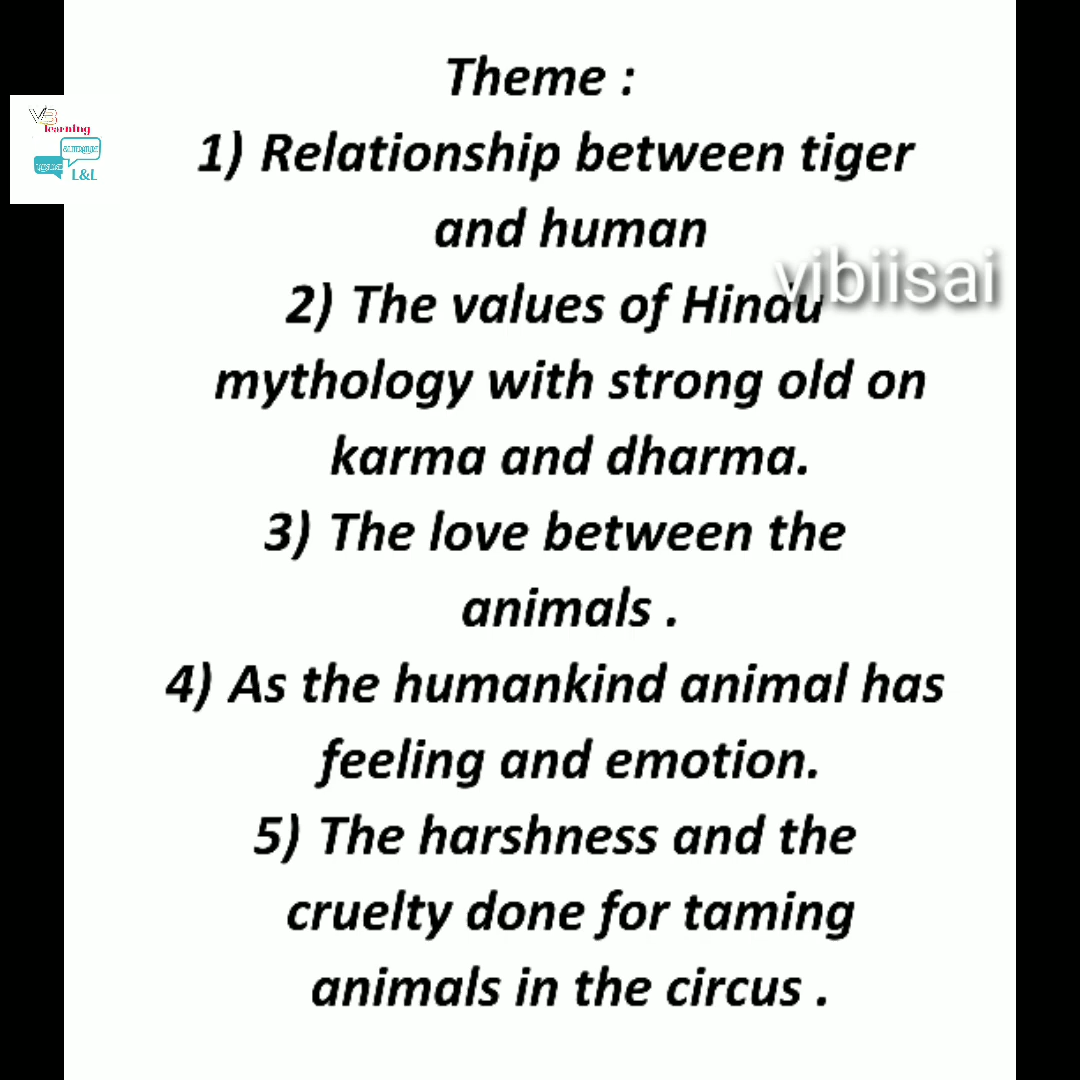 VB
learning
L&L
Theme :
1) Relationship between tiger
and human
vibiisai
2) The values of Hindu
mythology with strong old on
karma and dharma.
3) The love between the
animals .
4) As the humankind animal has
feeling and emotion.
5) The harshness and the
cruelty done for taming
animals in the circus .